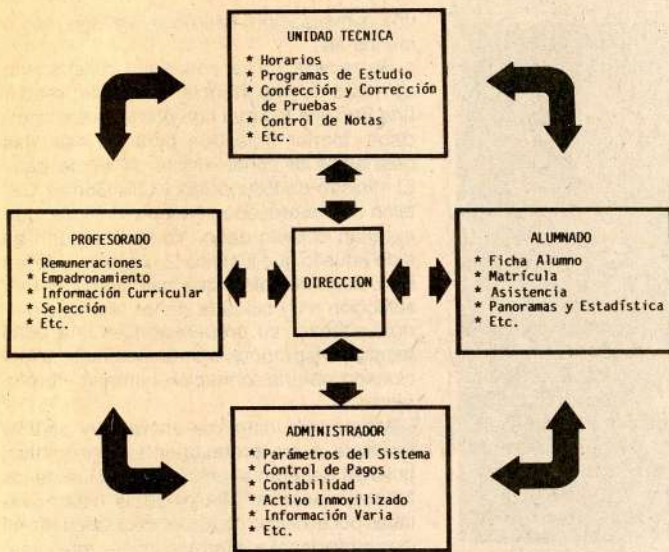 UNIDAD TECNICA
* Horarios
* Programas de Estudio
* Confección y Corrección
de Pruebas
* Control de Notas
* Etc.
PROFESORADO
* Remuneraciones
* Empadronamiento
* Información Curricular
* Selección
* Etc.
DIRECCION
ALUMNADO
* Ficha Alumno
* Matrícula
* Asistencia
* Panoramas y Estadística
* Etc.
ADMINISTRADOR
* Parámetros del Sistema
* Control de Pagos
* Contabilidad
* Activo Inmovilizado
* Información Varia
* Etc.